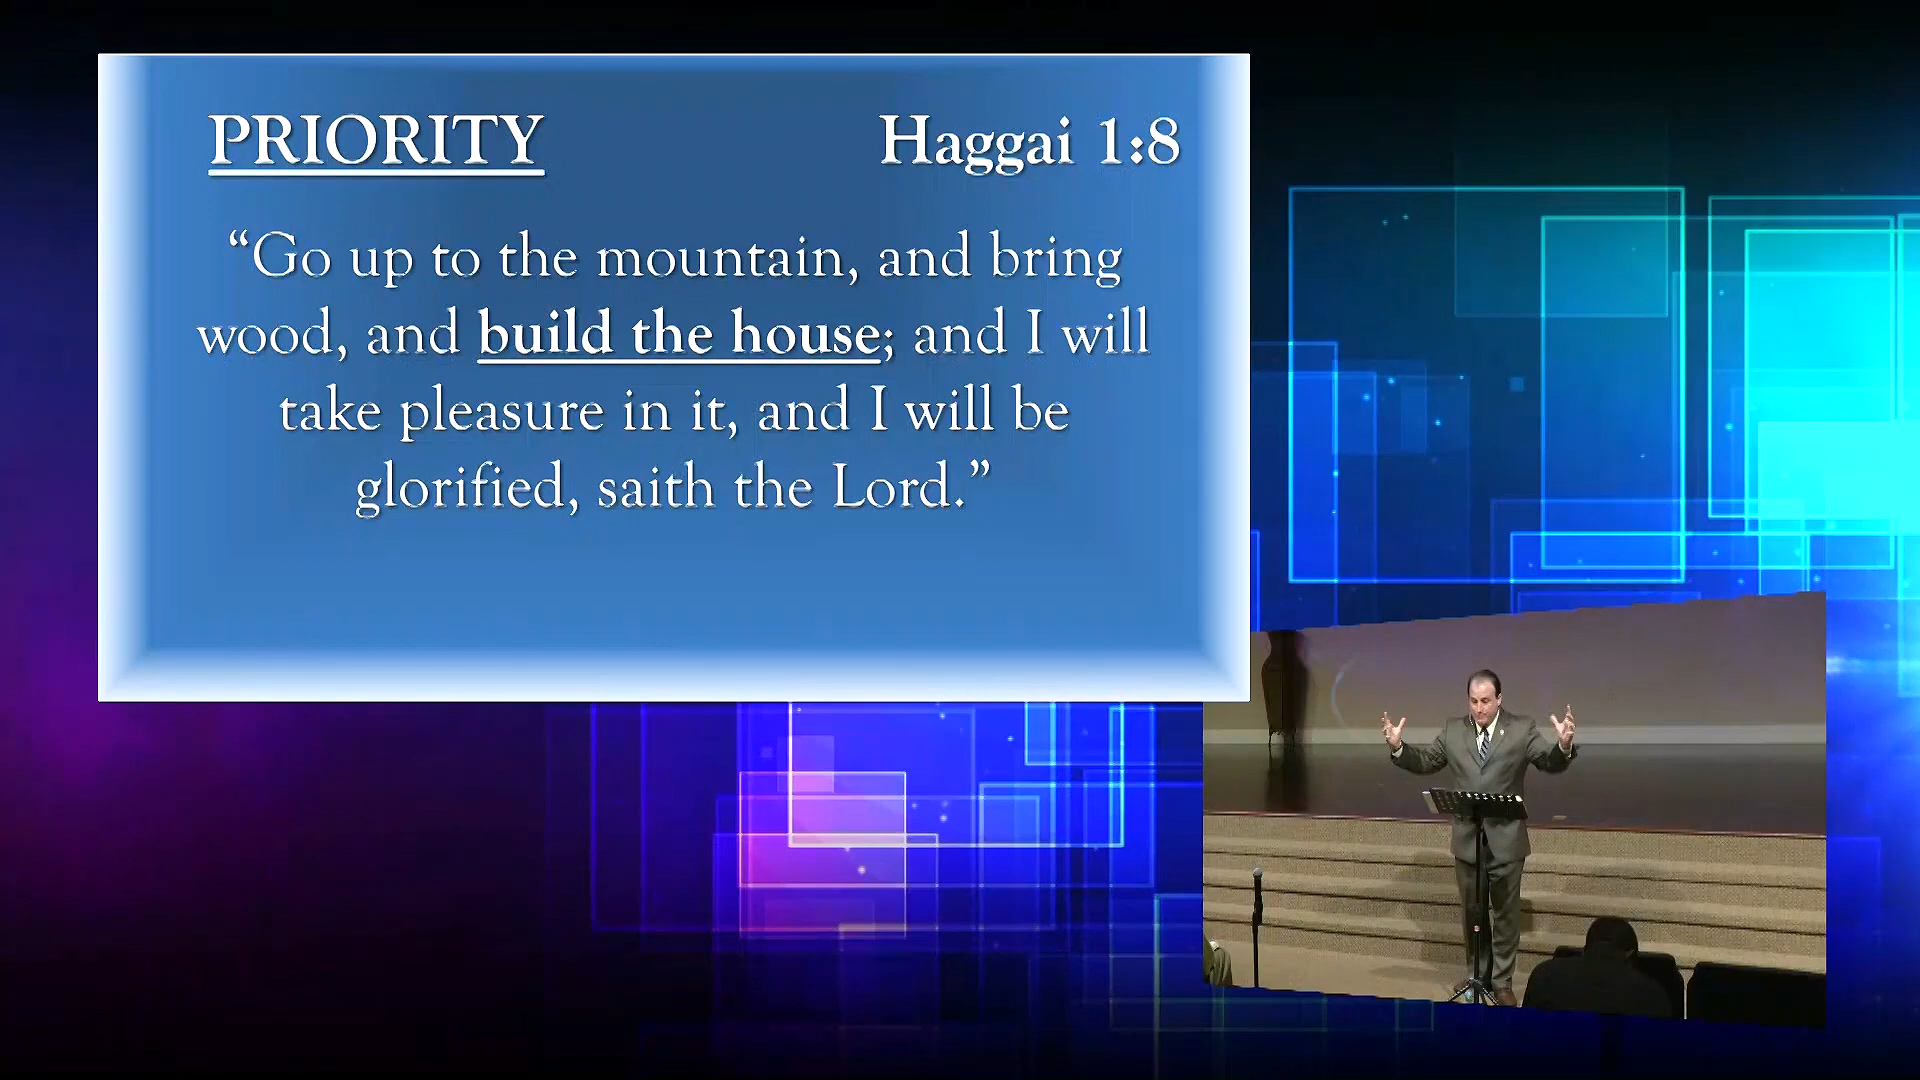 PRIORITY Haggai 1:8
“Go up to the mountain, and bring
wood, and build the house; and I will
take pleasure in it, and I will be
glorified, saith the Lord.”